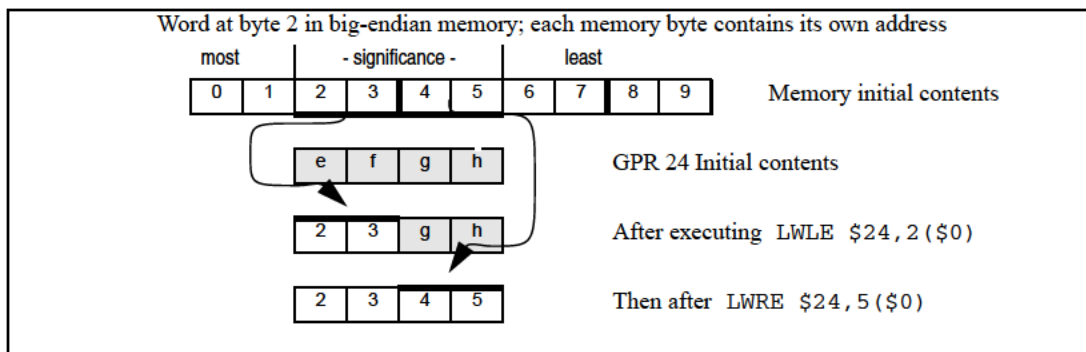 Word at byte 2 in big-endian memory; each memory byte contains its own address
most - significance - least
0 1 2 3 4 5 6 7 8 9 Memory initial contents
e f g h GPR 24 Initial contents
2 3 g h After executing LWLE $24,2($0)
2 3 4 5 Then after LWRE $24,5($0)